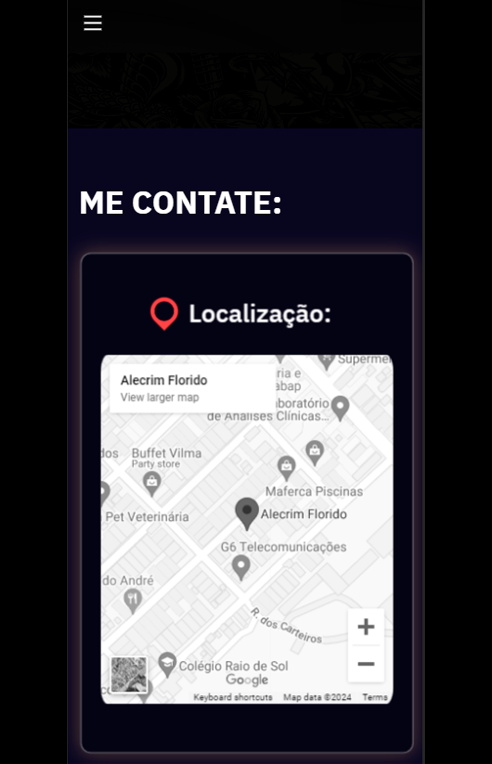 ME CONTATE:
Localização:
Alecrim Florido
View larger map
ria e
abap
Supermer
boratório
de Análises Clínicas...
dos
Buffet Vilma
Party store
Maferca Piscinas
Pet Veterinária
Alecrim Florido
G6 Telecomunicações
do André
R. dos Carteiros
Colégio Raio de Sol
Google
Keyboard shortcuts Map data ©2024 Terms